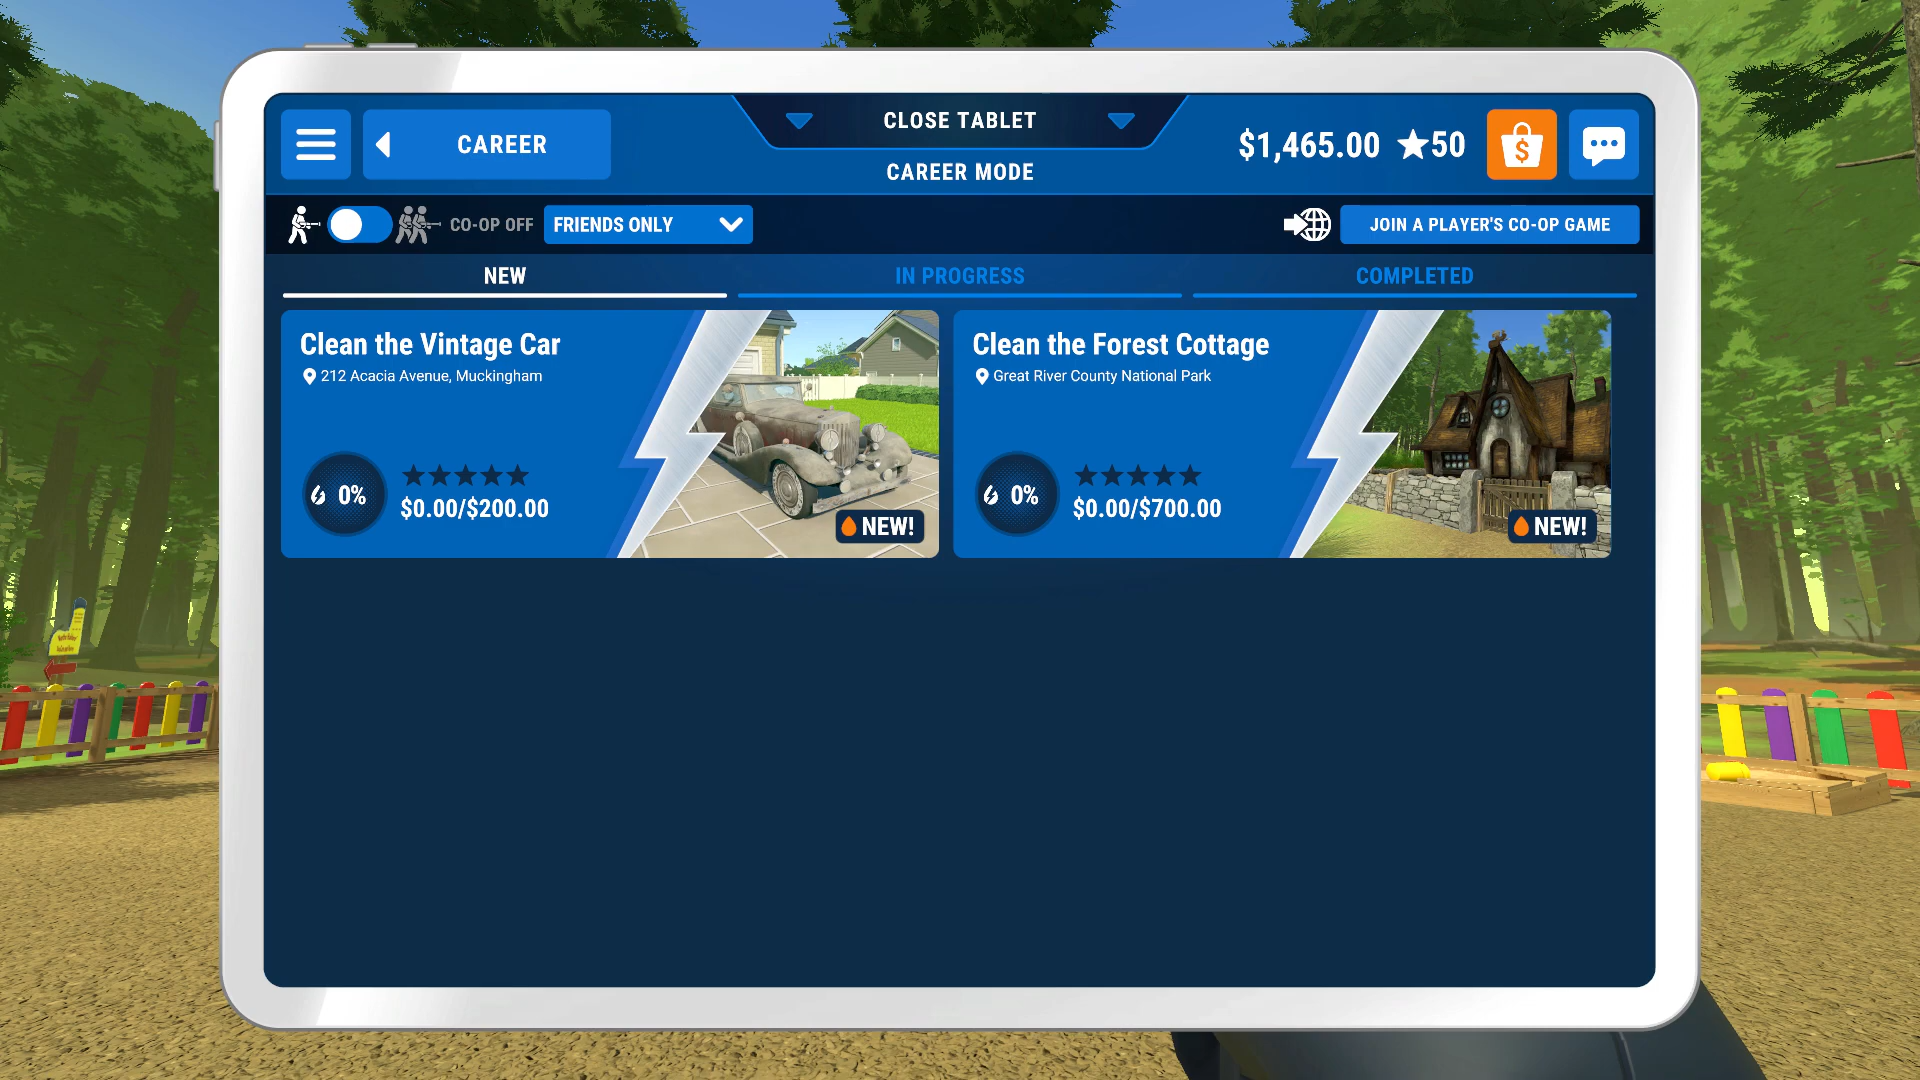 CLOSE TABLET
CAREER
$1,465.00 ★50
CAREER MODE
CO-OP OFF
FRIENDS ONLY
JOIN A PLAYER'S CO-OP GAME
NEW
IN PROGRESS
COMPLETED
Clean the Vintage Car
212 Acacia Avenue, Muckingham
0%
$0.00/$200.00
NEW!
Clean the Forest Cottage
Great River County National Park
0%
$0.00/$700.00
NEW!